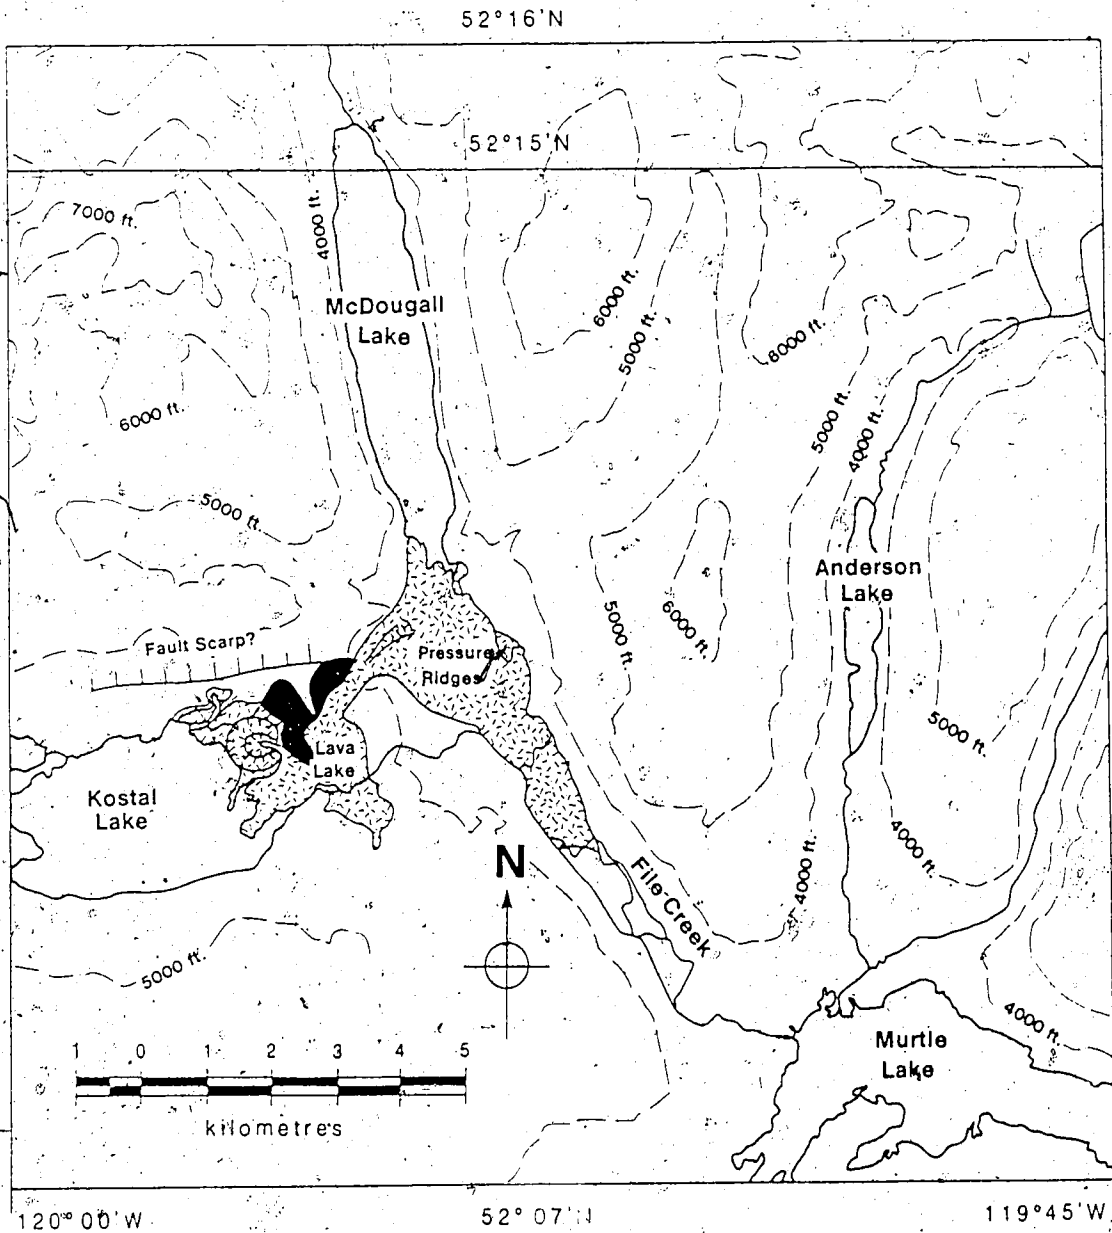 52°16'N
52°15'N
7000 ft.
4000 ft.
McDougall
Lake
6000 ft.
5000 ft.
8000 ft.
6000 ft.
5000 ft.
4000 ft.
5000 ft.
Anderson
Lake
5000 ft.
6000 ft.
Fault Scarp?
Pressure
Ridges
5000 ft.
Lava
Lake
Kostal
Lake
4000 ft.
N
File Creek
4000 ft.
5000 ft.
4000 ft.
Murtle
Lake
1 0 1 2 3 4 5
kilometres
120°00'W
52°07'N
119°45'W